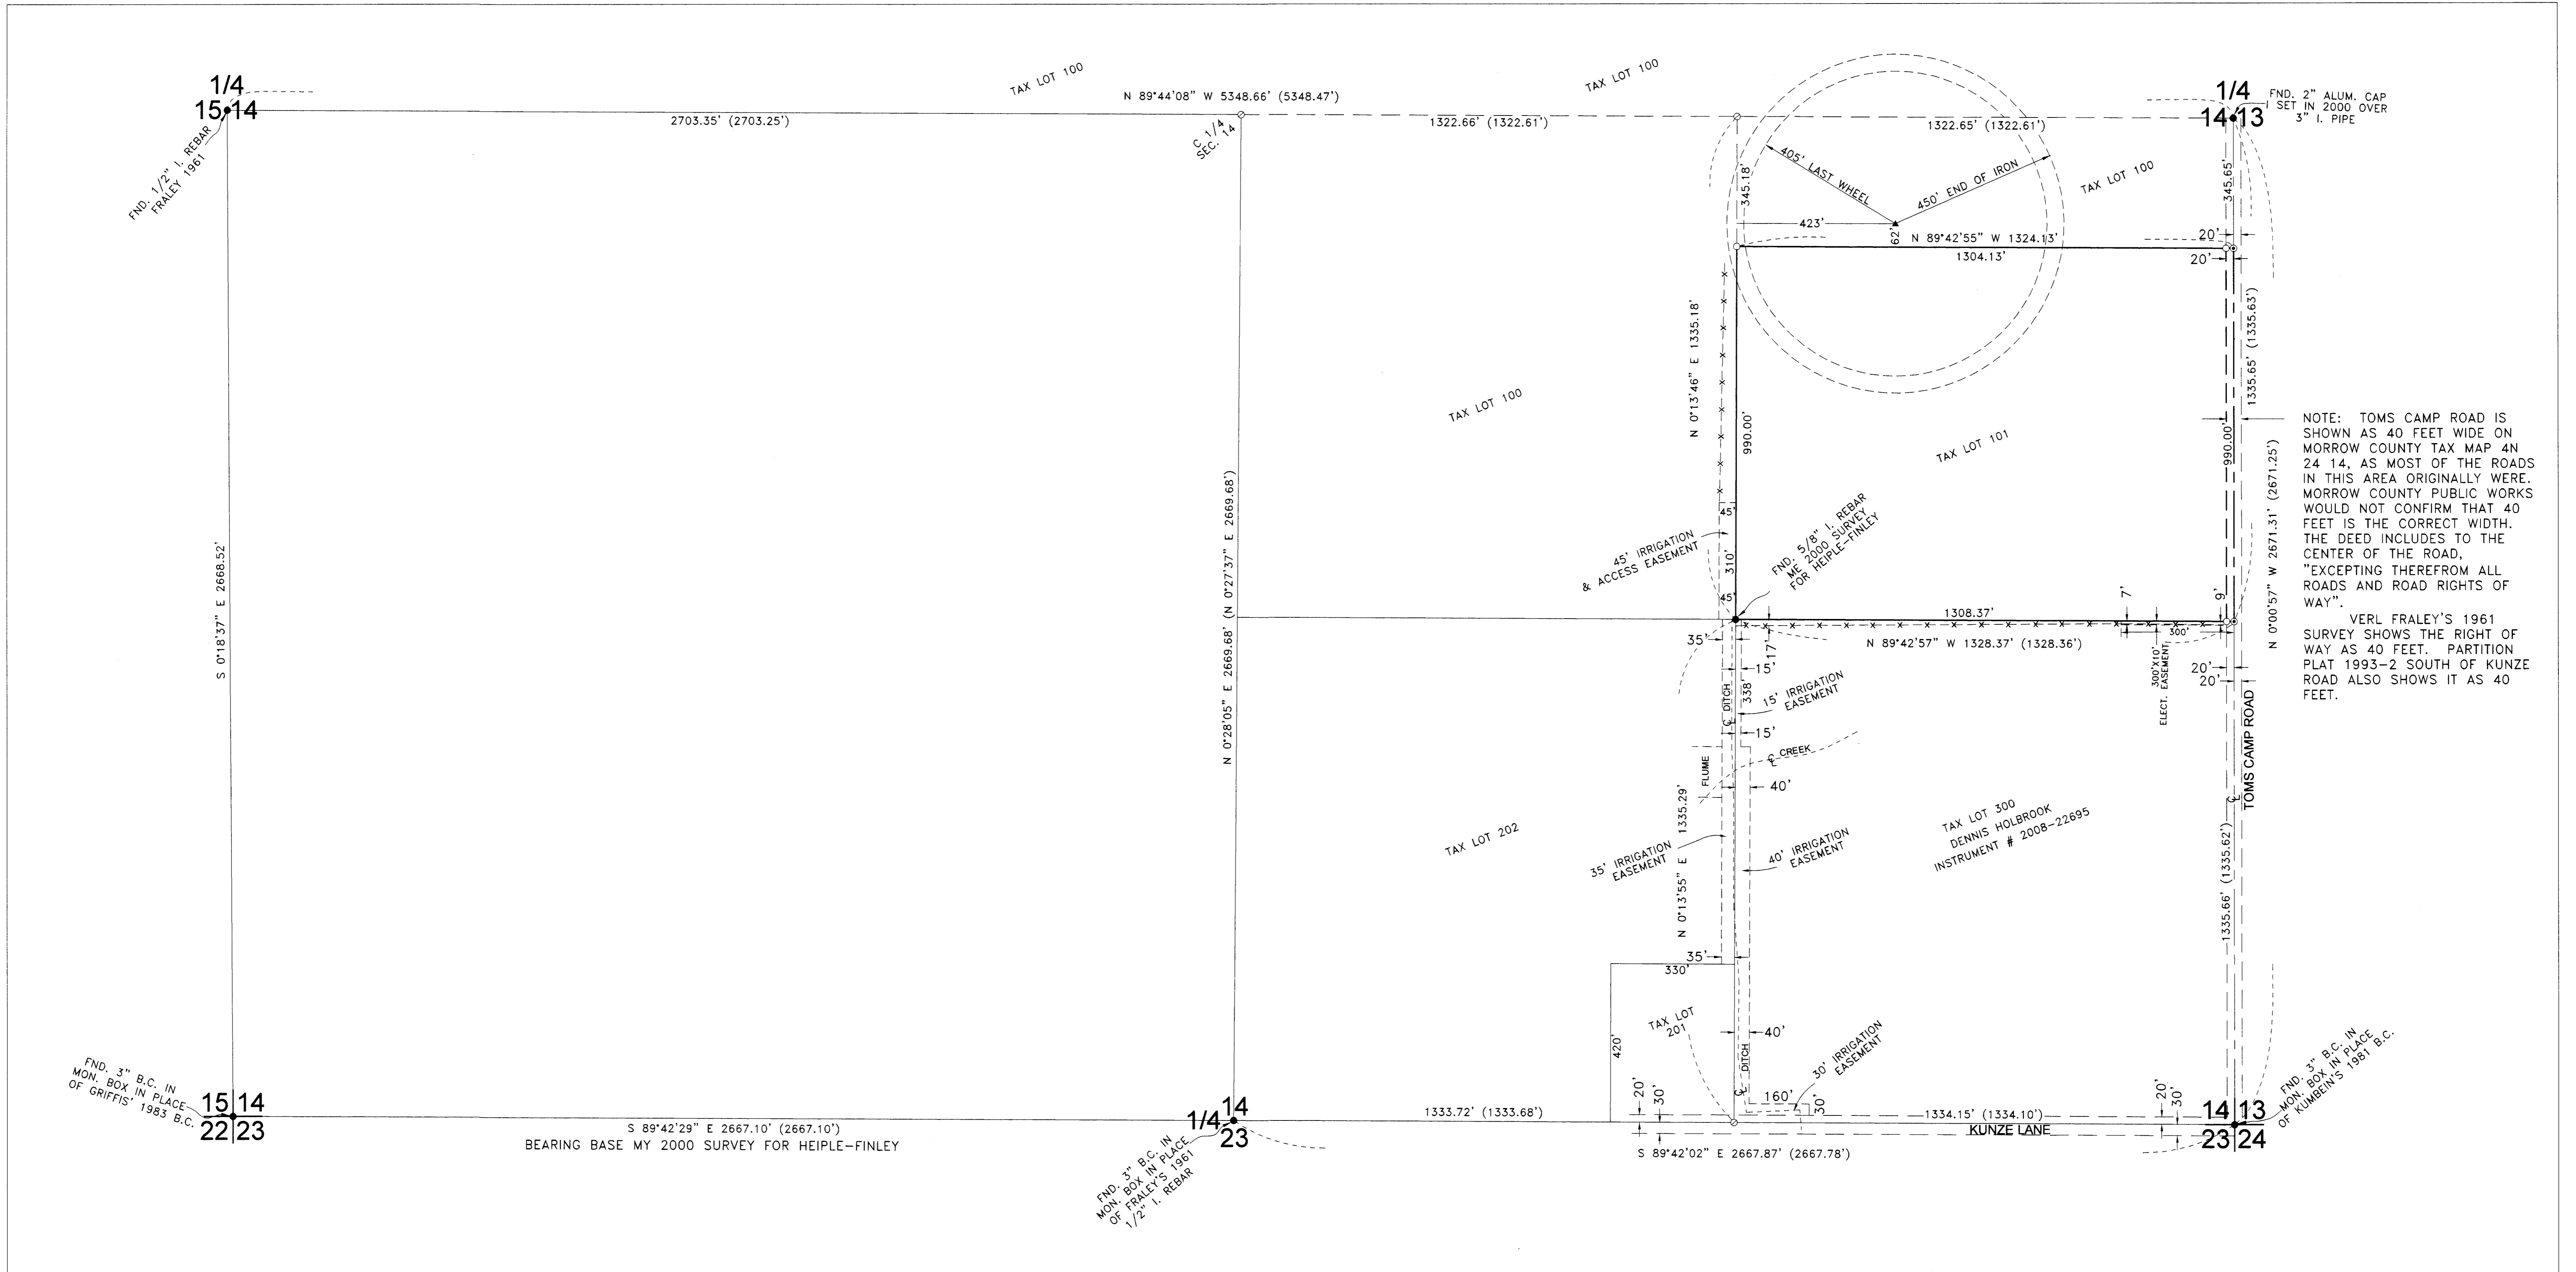 1/4
15 14
FND. 1/2" I. REBAR
FRALEY 1961
TAX LOT 100
N 89°44'08" W 5348.66' (5348.47')
2703.35' (2703.25')
C 1/4
SEC. 14
1322.66' (1322.61')
TAX LOT 100
1322.65' (1322.61')
1/4
14 13
FND. 2" ALUM. CAP
I SET IN 2000 OVER
3" I. PIPE
405' LAST WHEEL
450' END OF IRON
TAX LOT 100
345.18'
345.65'
423'
62'
N 89°42'55" W 1324.13'
1304.13'
20'
20'
N 0°13'46" E 1335.18'
990.00'
1335.65' (1335.63')
990.00'
TAX LOT 100
TAX LOT 101
NOTE: TOMS CAMP ROAD IS
SHOWN AS 40 FEET WIDE ON
MORROW COUNTY TAX MAP 4N
24 14, AS MOST OF THE ROADS
IN THIS AREA ORIGINALLY WERE.
MORROW COUNTY PUBLIC WORKS
WOULD NOT CONFIRM THAT 40
FEET IS THE CORRECT WIDTH.
THE DEED INCLUDES TO THE
CENTER OF THE ROAD,
"EXCEPTING THEREFROM ALL
ROADS AND ROAD RIGHTS OF
WAY".
VERL FRALEY'S 1961
SURVEY SHOWS THE RIGHT OF
WAY AS 40 FEET. PARTITION
PLAT 1993-2 SOUTH OF KUNZE
ROAD ALSO SHOWS IT AS 40
FEET.
N 0°00'57" W 2671.31' (2671.25')
S 0°18'37" E 2668.52'
N 0°28'05" E 2669.68' (N 0°27'37" E 2669.68')
45'
310'
45'
45' IRRIGATION
& ACCESS EASEMENT
FND. 5/8" I. REBAR
ME 2000 SURVEY
FOR HEIPLE-FINLEY
1308.37'
7'
9'
300'
N 89°42'57" W 1328.37' (1328.36')
35'
17'
15'
338'
15' IRRIGATION
EASEMENT
15'
CL DITCH
300'X10'
ELECT. EASEMENT
20'
20'
TOMS CAMP ROAD
CL
CL CREEK
FLUME
40'
N 0°13'55" E 1335.29'
TAX LOT 202
35' IRRIGATION
EASEMENT
40' IRRIGATION
EASEMENT
TAX LOT 300
DENNIS HOLBROOK
INSTRUMENT # 2008-22695
1335.66' (1335.62')
35'
330'
420'
TAX LOT
201
40'
CL DITCH
30' IRRIGATION
EASEMENT
160'
30'
20'
30'
20'
30'
FND. 3" B.C. IN
MON. BOX IN PLACE
OF GRIFFIS' 1983 B.C.
15 14
22 23
S 89°42'29" E 2667.10' (2667.10')
BEARING BASE MY 2000 SURVEY FOR HEIPLE-FINLEY
14
1/4
23
FND. 3" B.C. IN
MON. BOX IN PLACE
OF FRALEY'S 1961
1/2" I. REBAR
1333.72' (1333.68')
1334.15' (1334.10')
KUNZE LANE
S 89°42'02" E 2667.87' (2667.78')
14 13
23 24
FND. 3" B.C. IN
MON. BOX IN PLACE
OF KUMBEIN'S 1981 B.C.